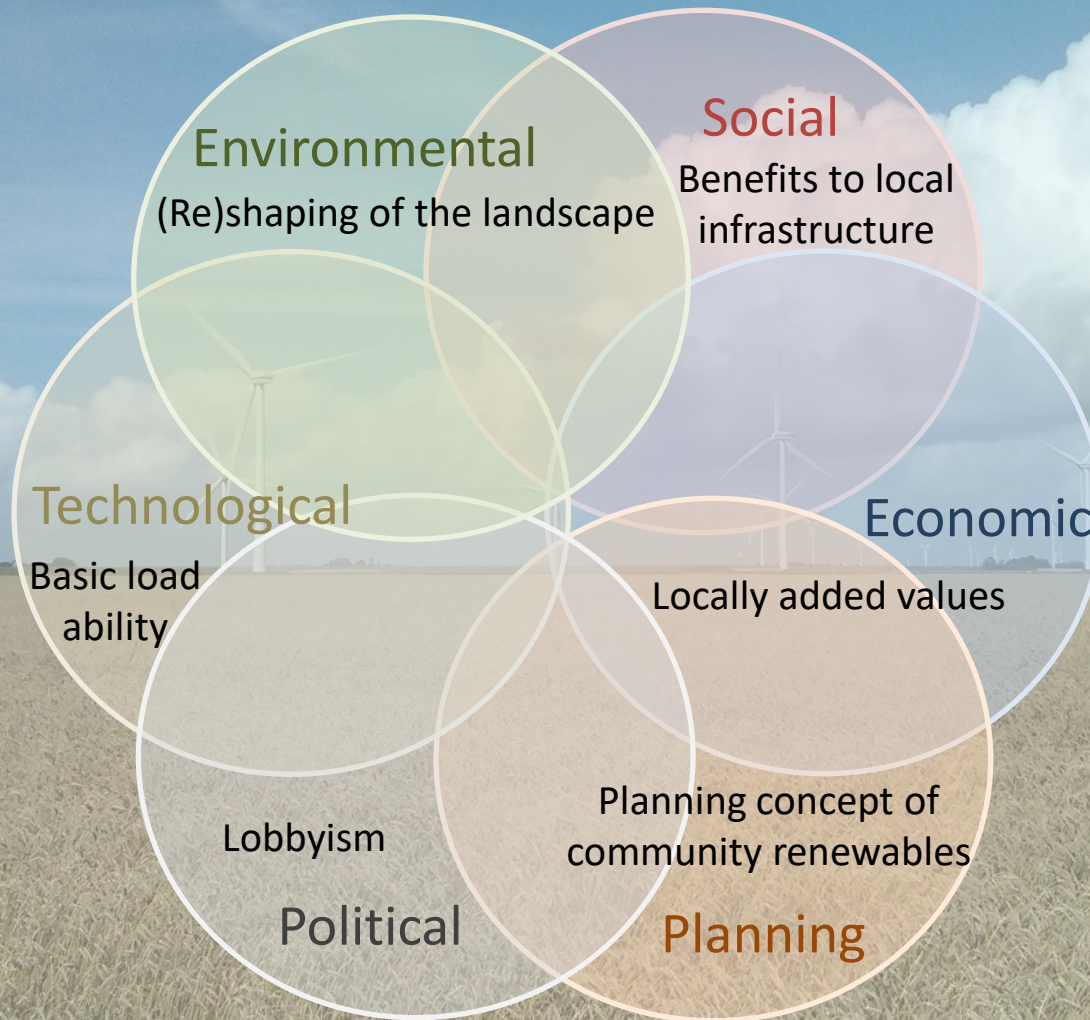 Environmental
(Re)shaping of the landscape
Social
Benefits to local
infrastructure
Technological
Basic load
ability
Economic
Locally added values
Lobbyism
Political
Planning concept of
community renewables
Planning